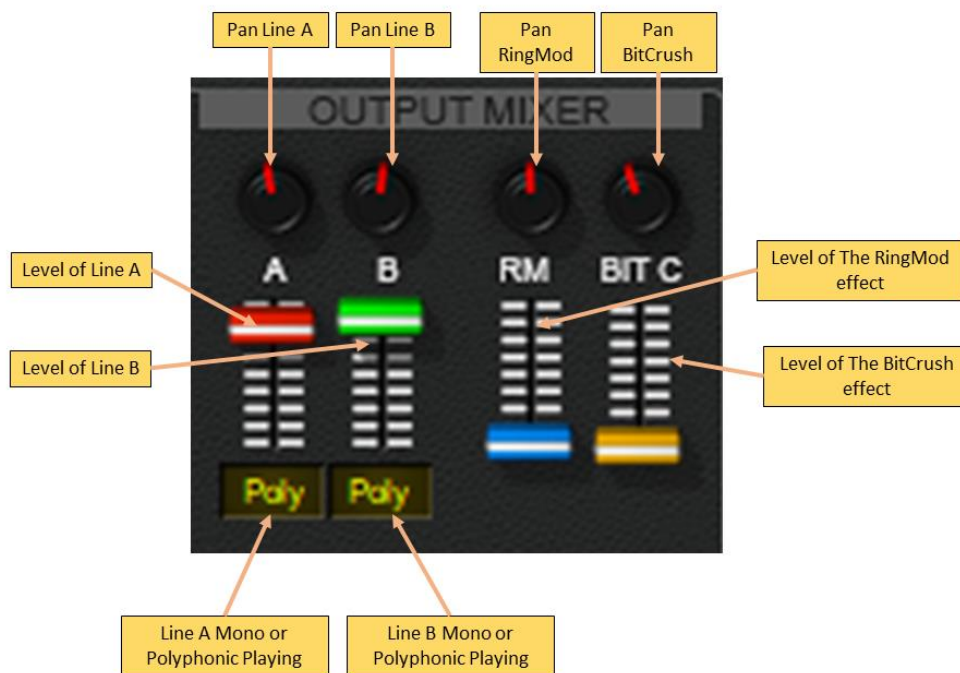 Pan Line A
Pan Line B
Pan
RingMod
Pan
BitCrush
OUTPUT MIXER
A
B
RM
BIT C
Level of Line A
Level of The RingMod
effect
Level of Line B
Level of The BitCrush
effect
Poly
Poly
Line A Mono or
Polyphonic Playing
Line B Mono or
Polyphonic Playing